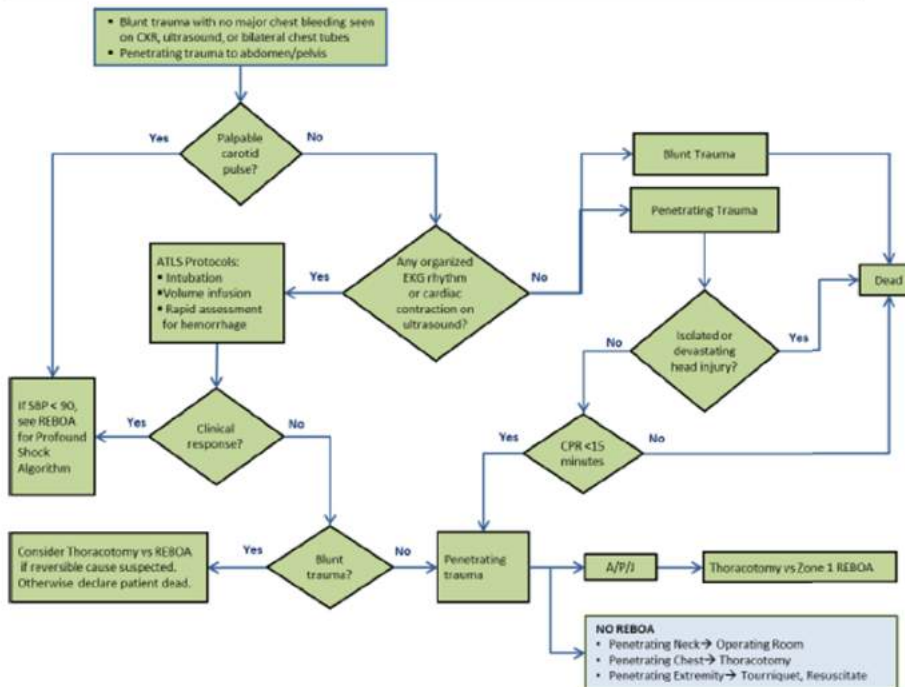 • Blunt trauma with no major chest bleeding seen
on CXR, ultrasound, or bilateral chest tubes
• Penetrating trauma to abdomen/pelvis
Yes
Palpable
carotid
pulse?
No
Blunt Trauma
Penetrating Trauma
ATLS Protocols:
▪ Intubation
▪ Volume infusion
▪ Rapid assessment
for hemorrhage
Yes
Any organized
EKG rhythm
or cardiac
contraction on
ultrasound?
No
Dead
No
Isolated or
devastating
head injury?
Yes
If SBP < 90,
see REBOA
for Profound
Shock
Algorithm
Yes
Clinical
response?
No
Yes
CPR <15
minutes
No
Consider Thoracotomy vs REBOA
if reversible cause suspected.
Otherwise declare patient dead.
Yes
Blunt
trauma?
No
Penetrating
trauma
A/P/J
Thoracotomy vs Zone 1 REBOA
NO REBOA
• Penetrating Neck→ Operating Room
• Penetrating Chest→ Thoracotomy
• Penetrating Extremity→ Tourniquet, Resuscitate